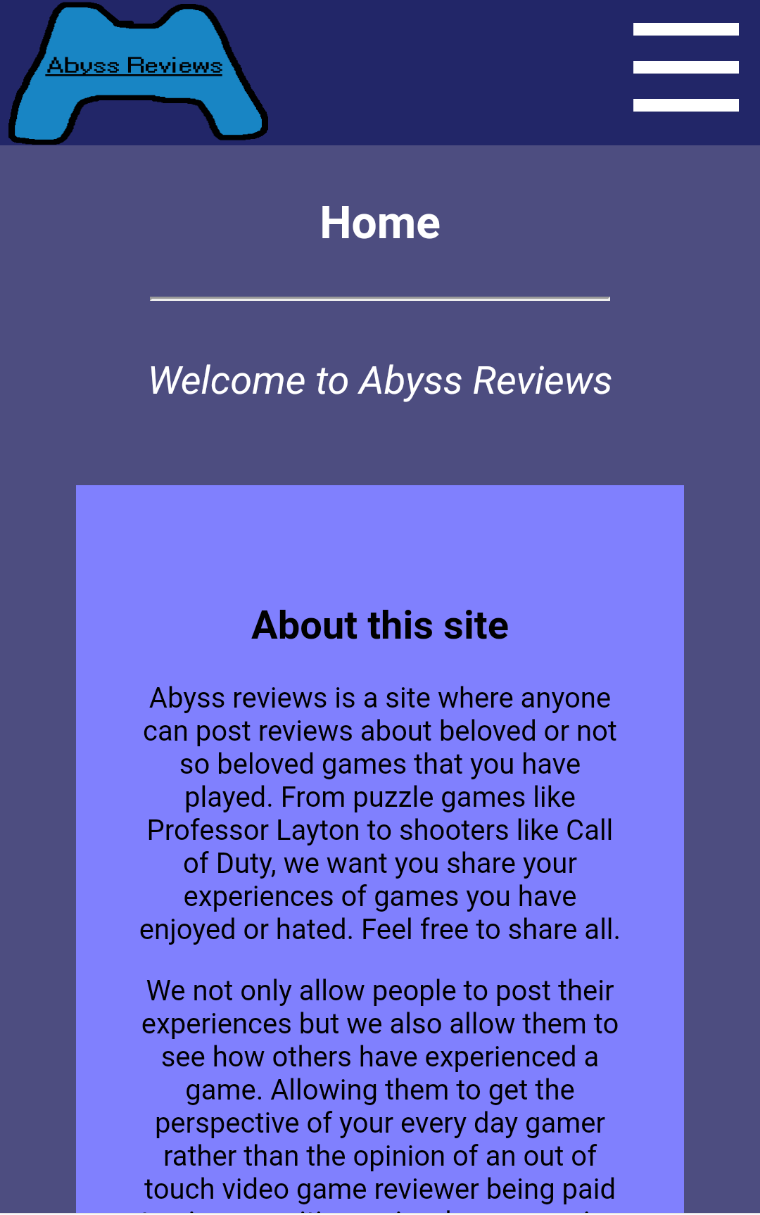 Abyss Reviews
Home
Welcome to Abyss Reviews
About this site
Abyss reviews is a site where anyone
can post reviews about beloved or not
so beloved games that you have
played. From puzzle games like
Professor Layton to shooters like Call
of Duty, we want you share your
experiences of games you have
enjoyed or hated. Feel free to share all.
We not only allow people to post their
experiences but we also allow them to
see how others have experienced a
game. Allowing them to get the
perspective of your every day gamer
rather than the opinion of an out of
touch video game reviewer being paid